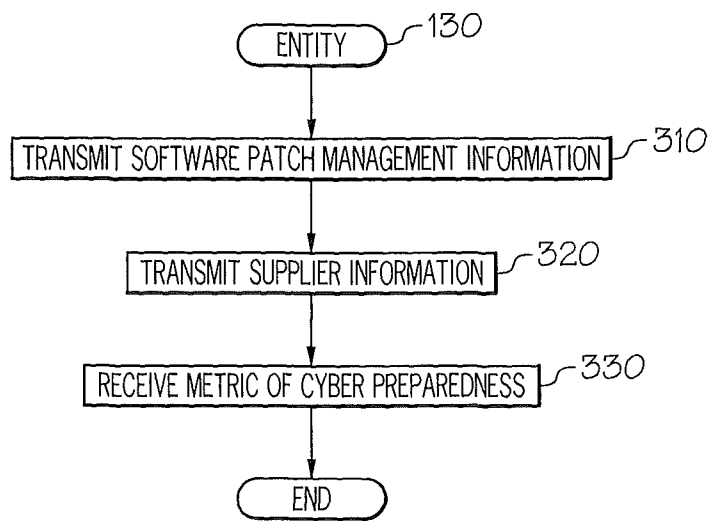 ENTITY
130
TRANSMIT SOFTWARE PATCH MANAGEMENT INFORMATION
310
TRANSMIT SUPPLIER INFORMATION
320
RECEIVE METRIC OF CYBER PREPAREDNESS
330
END